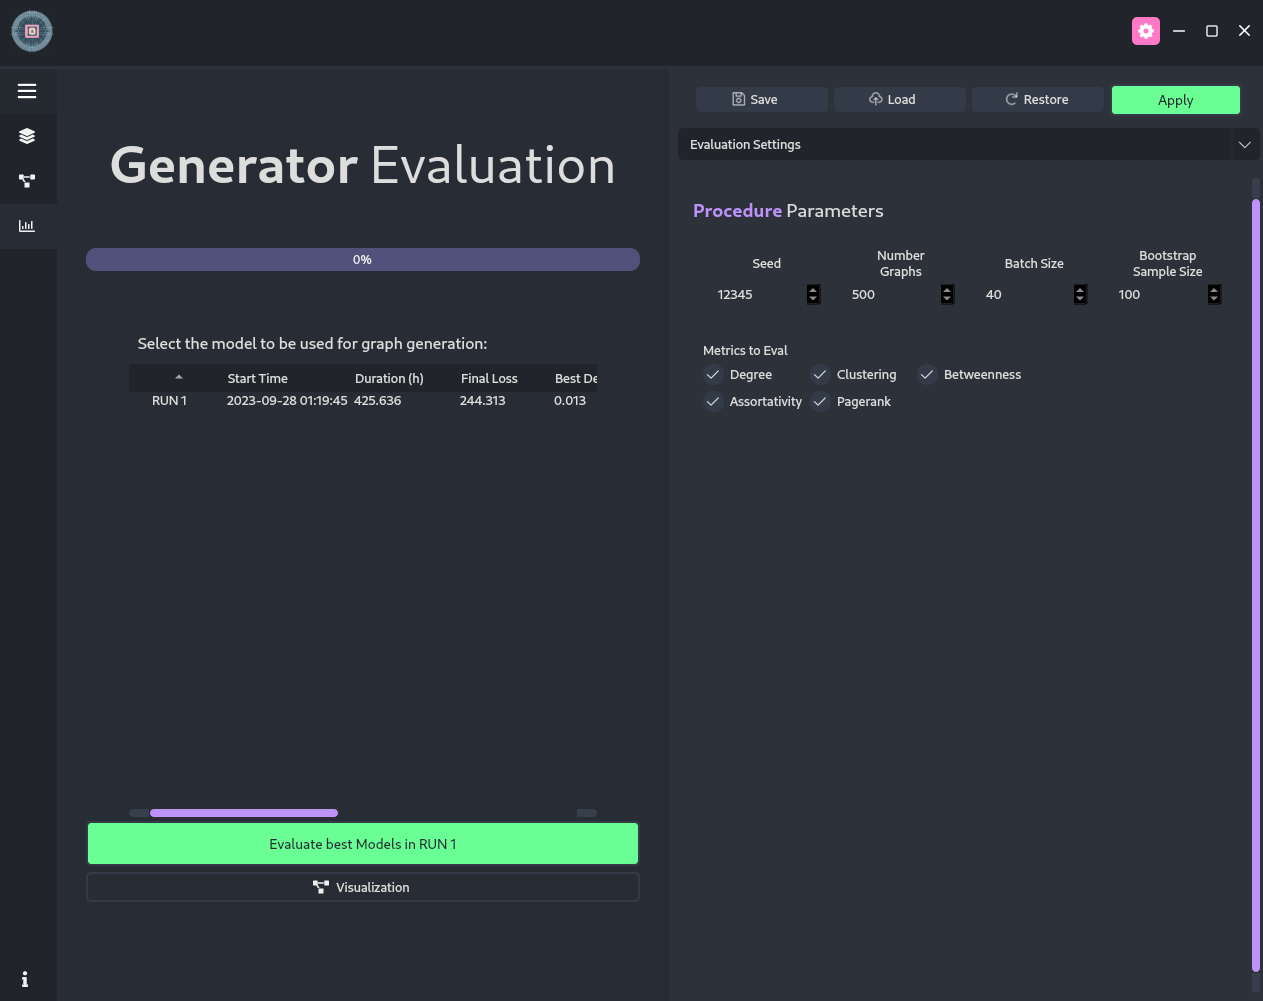 Save
Load
Restore
Apply
Evaluation Settings
Generator Evaluation
0%
Select the model to be used for graph generation:
Start Time Duration (h) Final Loss Best De
RUN 1 2023-09-28 01:19:45 425.636 244.313 0.013
Evaluate best Models in RUN 1
Visualization
Procedure Parameters
Seed
Number
Graphs
Batch Size
Bootstrap
Sample Size
12345
500
40
100
Metrics to Eval
Degree
Clustering
Betweenness
Assortativity
Pagerank